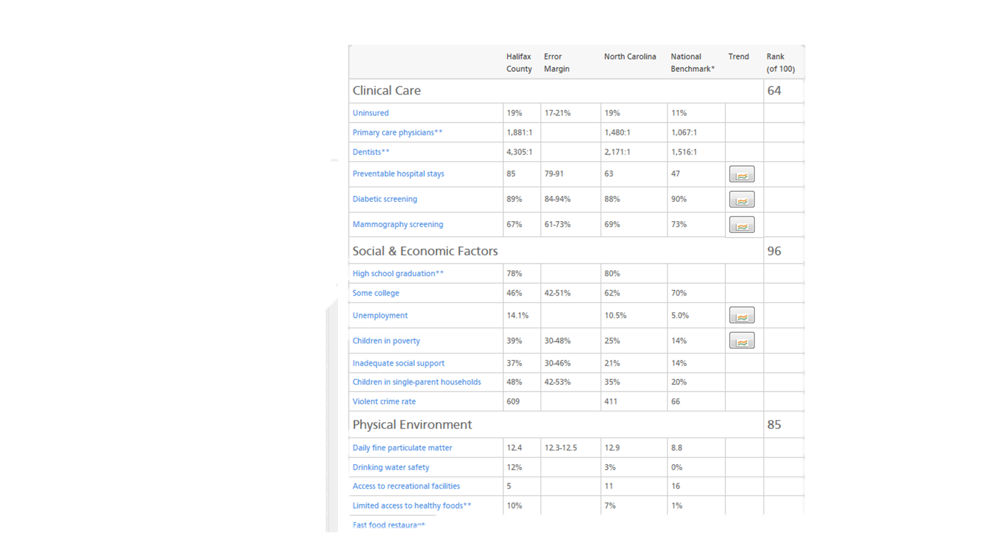 Halifax County Error Margin North Carolina National Benchmark* Trend Rank (of 100)
Clinical Care 64
Uninsured 19% 17-21% 19% 11%
Primary care physicians** 1,881:1 1,480:1 1,067:1
Dentists** 4,305:1 2,171:1 1,516:1
Preventable hospital stays 85 79-91 63 47
Diabetic screening 89% 84-94% 88% 90%
Mammography screening 67% 61-73% 69% 73%
Social & Economic Factors 96
High school graduation** 78% 80%
Some college 46% 42-51% 62% 70%
Unemployment 14.1% 10.5% 5.0%
Children in poverty 39% 30-48% 25% 14%
Inadequate social support 37% 30-46% 21% 14%
Children in single-parent households 48% 42-53% 35% 20%
Violent crime rate 609 411 66
Physical Environment 85
Daily fine particulate matter 12.4 12.3-12.5 12.9 8.8
Drinking water safety 12% 3% 0%
Access to recreational facilities 5 11 16
Limited access to healthy foods** 10% 7% 1%
Fast food